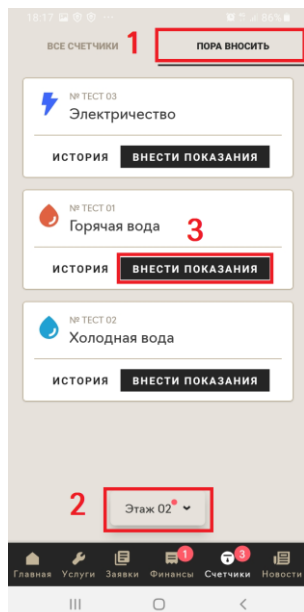 18:17 86%
ВСЕ СЧЕТЧИКИ 1 ПОРА ВНОСИТЬ
№ ТЕСТ 03
Электричество
ИСТОРИЯ ВНЕСТИ ПОКАЗАНИЯ
№ ТЕСТ 01
Горячая вода
3
ИСТОРИЯ ВНЕСТИ ПОКАЗАНИЯ
№ ТЕСТ 02
Холодная вода
ИСТОРИЯ ВНЕСТИ ПОКАЗАНИЯ
2 Этаж 02
1 3
Главная Услуги Заявки Финансы Счетчики Новости